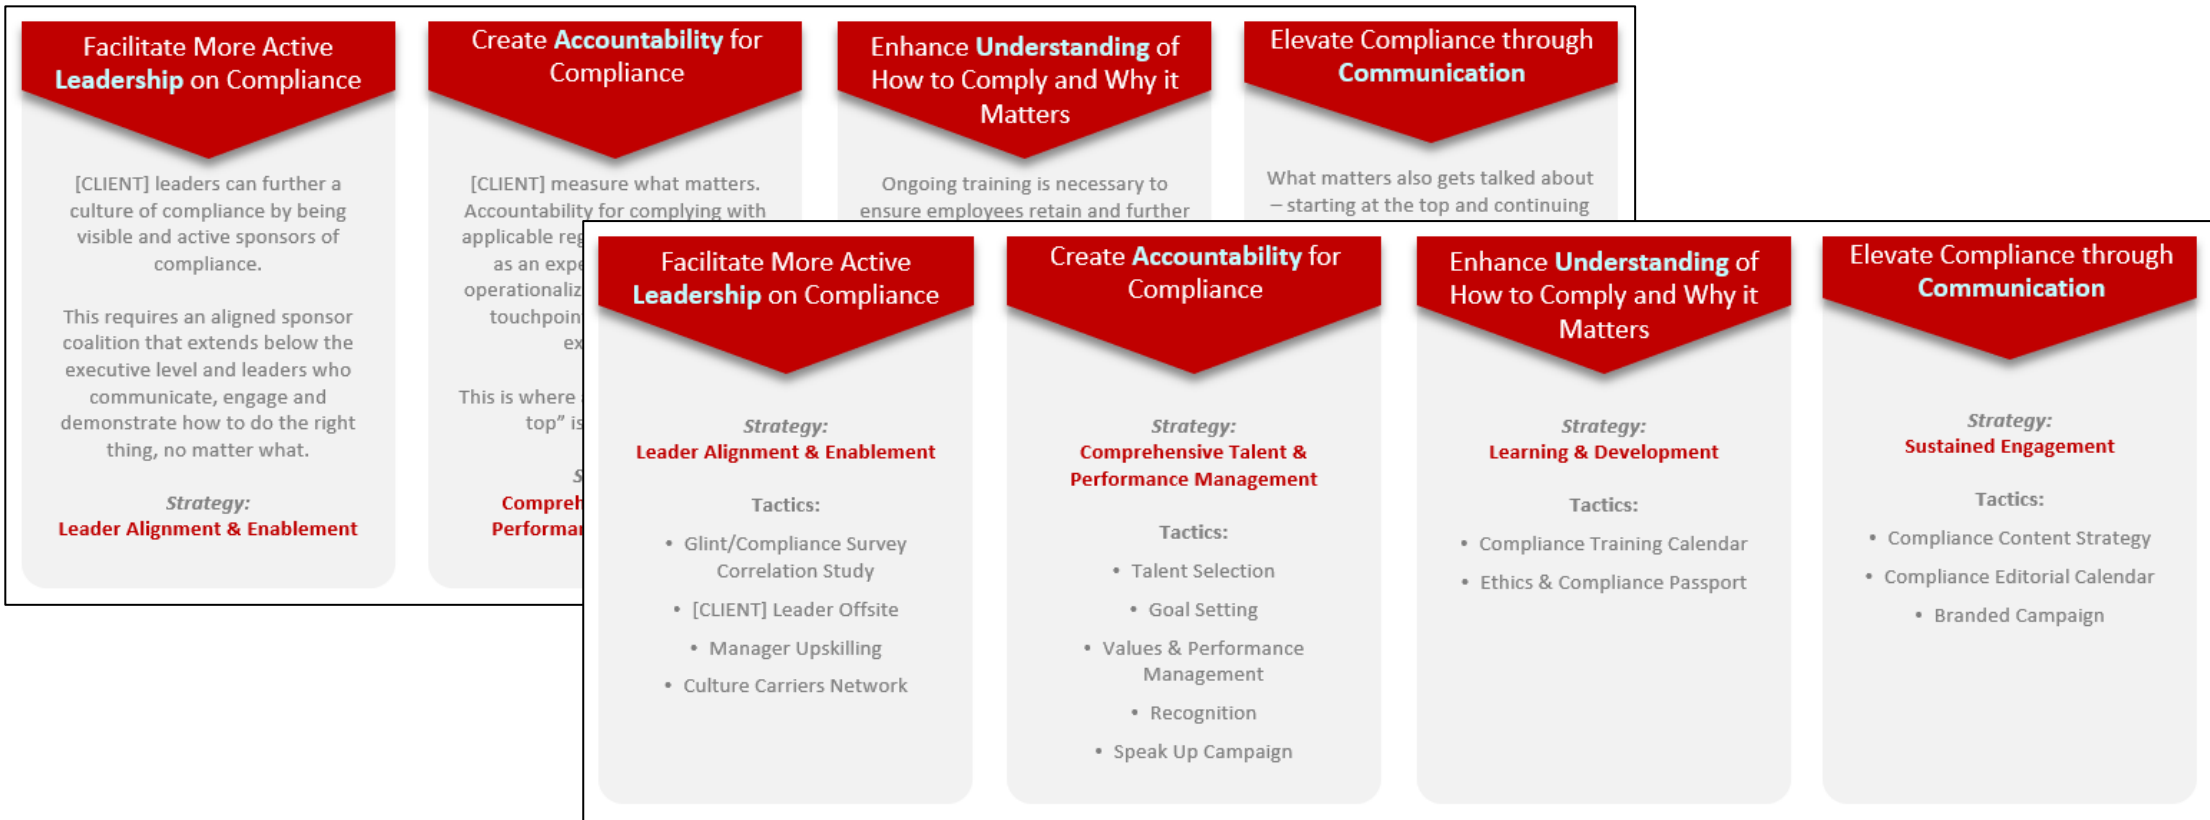 Facilitate More Active
Leadership on Compliance
[CLIENT] leaders can further a
culture of compliance by being
visible and active sponsors of
compliance.
This requires an aligned sponsor
coalition that extends below the
executive level and leaders who
communicate, engage and
demonstrate how to do the right
thing, no matter what.
Strategy:
Leader Alignment & Enablement
Create Accountability for
Compliance
[CLIENT] measure what matters.
Accountability for complying with
applicable
as an
This is where
top" is
Enhance Understanding of
How to Comply and Why it
Matters
Ongoing training is necessary to
ensure employees retain and further
Elevate Compliance through
Communication
What matters also gets talked about
– starting at the top and continuing
Facilitate More Active
Leadership on Compliance
Strategy:
Leader Alignment & Enablement
Tactics:
• Glint/Compliance Survey
Correlation Study
• [CLIENT] Leader Offsite
• Manager Upskilling
• Culture Carriers Network
Create Accountability for
Compliance
Strategy:
Comprehensive Talent &
Performance Management
Tactics:
• Talent Selection
• Goal Setting
• Values & Performance
Management
• Recognition
• Speak Up Campaign
Enhance Understanding of
How to Comply and Why it
Matters
Strategy:
Learning & Development
Tactics:
• Compliance Training Calendar
• Ethics & Compliance Passport
Elevate Compliance through
Communication
Strategy:
Sustained Engagement
Tactics:
• Compliance Content Strategy
• Compliance Editorial Calendar
• Branded Campaign